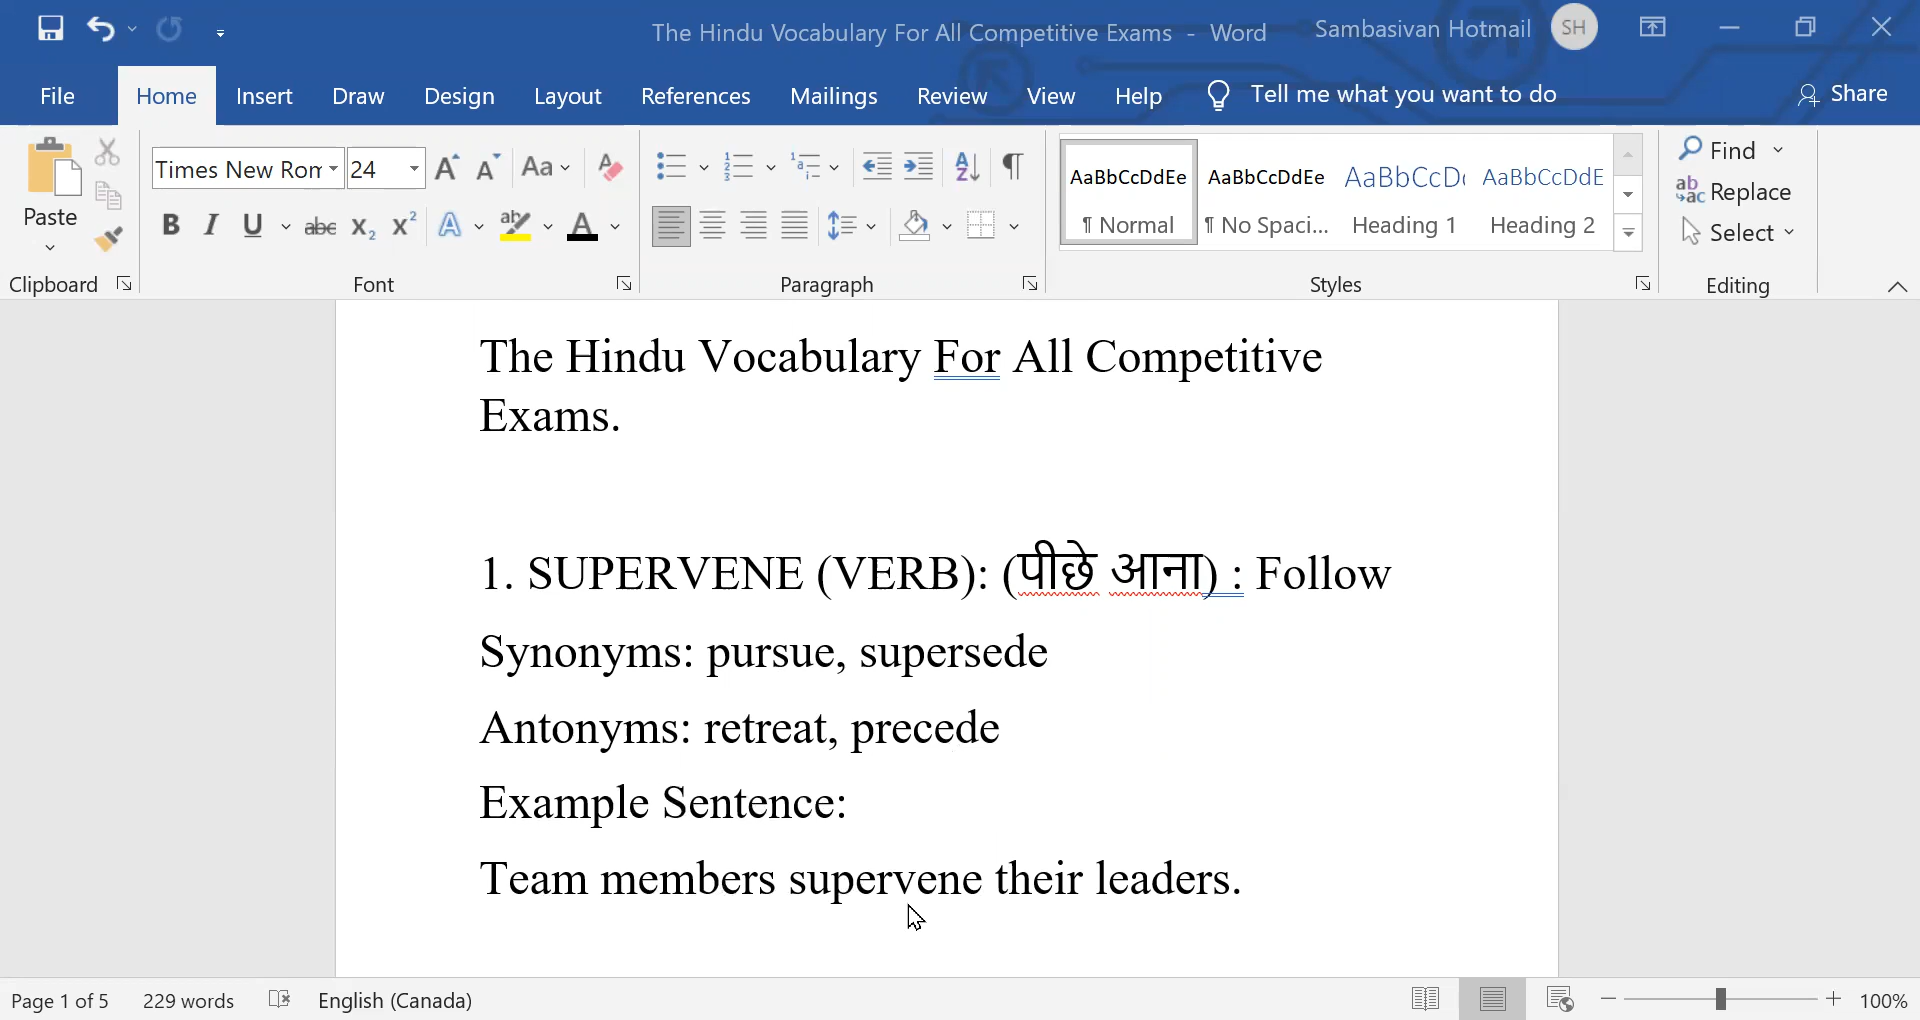 The Hindu Vocabulary For All Competitive Exams - Word
Sambasivan Hotmail
SH
File
Home
Insert
Draw
Design
Layout
References
Mailings
Review
View
Help
Tell me what you want to do
Share
Paste
Clipboard
Times New Rom
24
Font
Paragraph
AaBbCcDdEe
¶ Normal
AaBbCcDdEe
¶ No Spaci...
AaBbCcDc
Heading 1
AaBbCcDdE
Heading 2
Styles
Find
Replace
Select
Editing
The Hindu Vocabulary For All Competitive
Exams.
1. SUPERVENE (VERB): (पीछे आना) : Follow
Synonyms: pursue, supersede
Antonyms: retreat, precede
Example Sentence:
Team members supervene their leaders.
Page 1 of 5
229 words
English (Canada)
100%